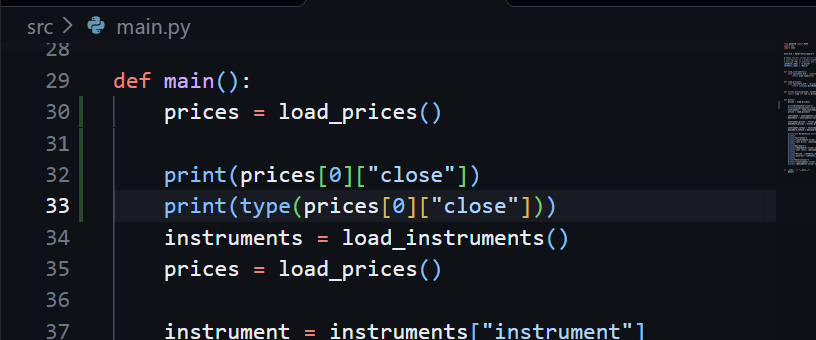 src > main.py
28
29 def main():
30     prices = load_prices()
31
32     print(prices[0]["close"])
33     print(type(prices[0]["close"]))
34     instruments = load_instruments()
35     prices = load_prices()
36
37     instrument = instruments["instrument"]